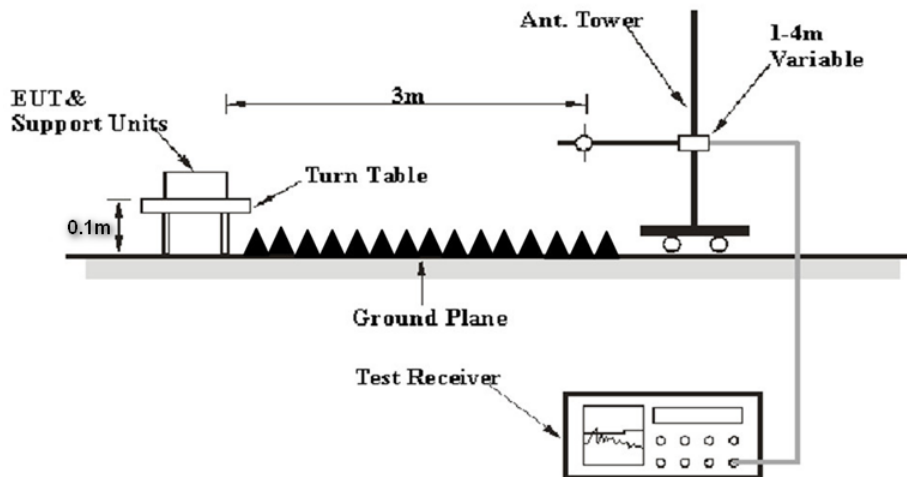 Ant. Tower
1-4m
Variable
EUT &
Support Units
3m
Turn Table
0.1m
Ground Plane
Test Receiver